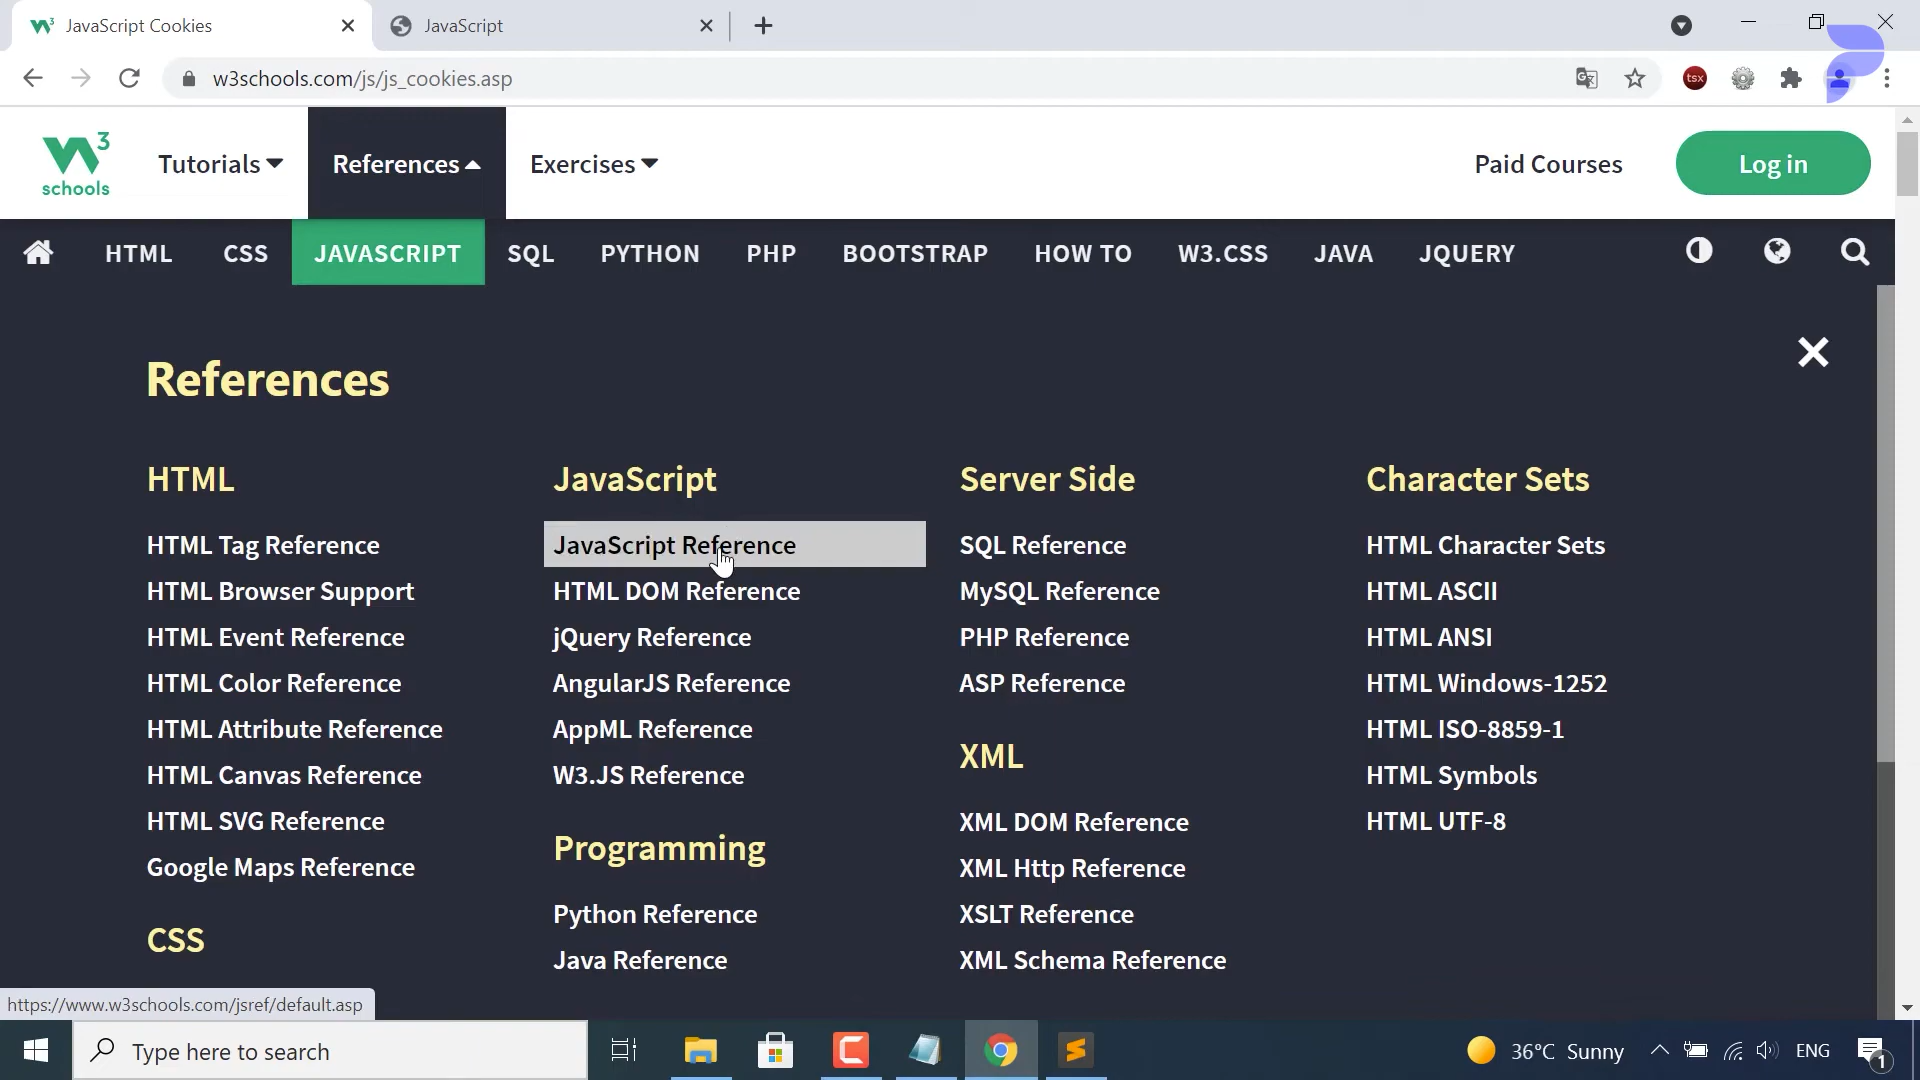 JavaScript Cookies
JavaScript
w3schools.com/js/js_cookies.asp
tsx
3
schools
Tutorials
References
Exercises
Paid Courses
Log in
HTML
CSS
JAVASCRIPT
SQL
PYTHON
PHP
BOOTSTRAP
HOW TO
W3.CSS
JAVA
JQUERY
References
HTML
HTML Tag Reference
HTML Browser Support
HTML Event Reference
HTML Color Reference
HTML Attribute Reference
HTML Canvas Reference
HTML SVG Reference
Google Maps Reference
CSS
JavaScript
JavaScript Reference
HTML DOM Reference
jQuery Reference
AngularJS Reference
AppML Reference
W3.JS Reference
Programming
Python Reference
Java Reference
Server Side
SQL Reference
MySQL Reference
PHP Reference
ASP Reference
XML
XML DOM Reference
XML Http Reference
XSLT Reference
XML Schema Reference
Character Sets
HTML Character Sets
HTML ASCII
HTML ANSI
HTML Windows-1252
HTML ISO-8859-1
HTML Symbols
HTML UTF-8
https://www.w3schools.com/jsref/default.asp
Type here to search
36°C Sunny
ENG
1